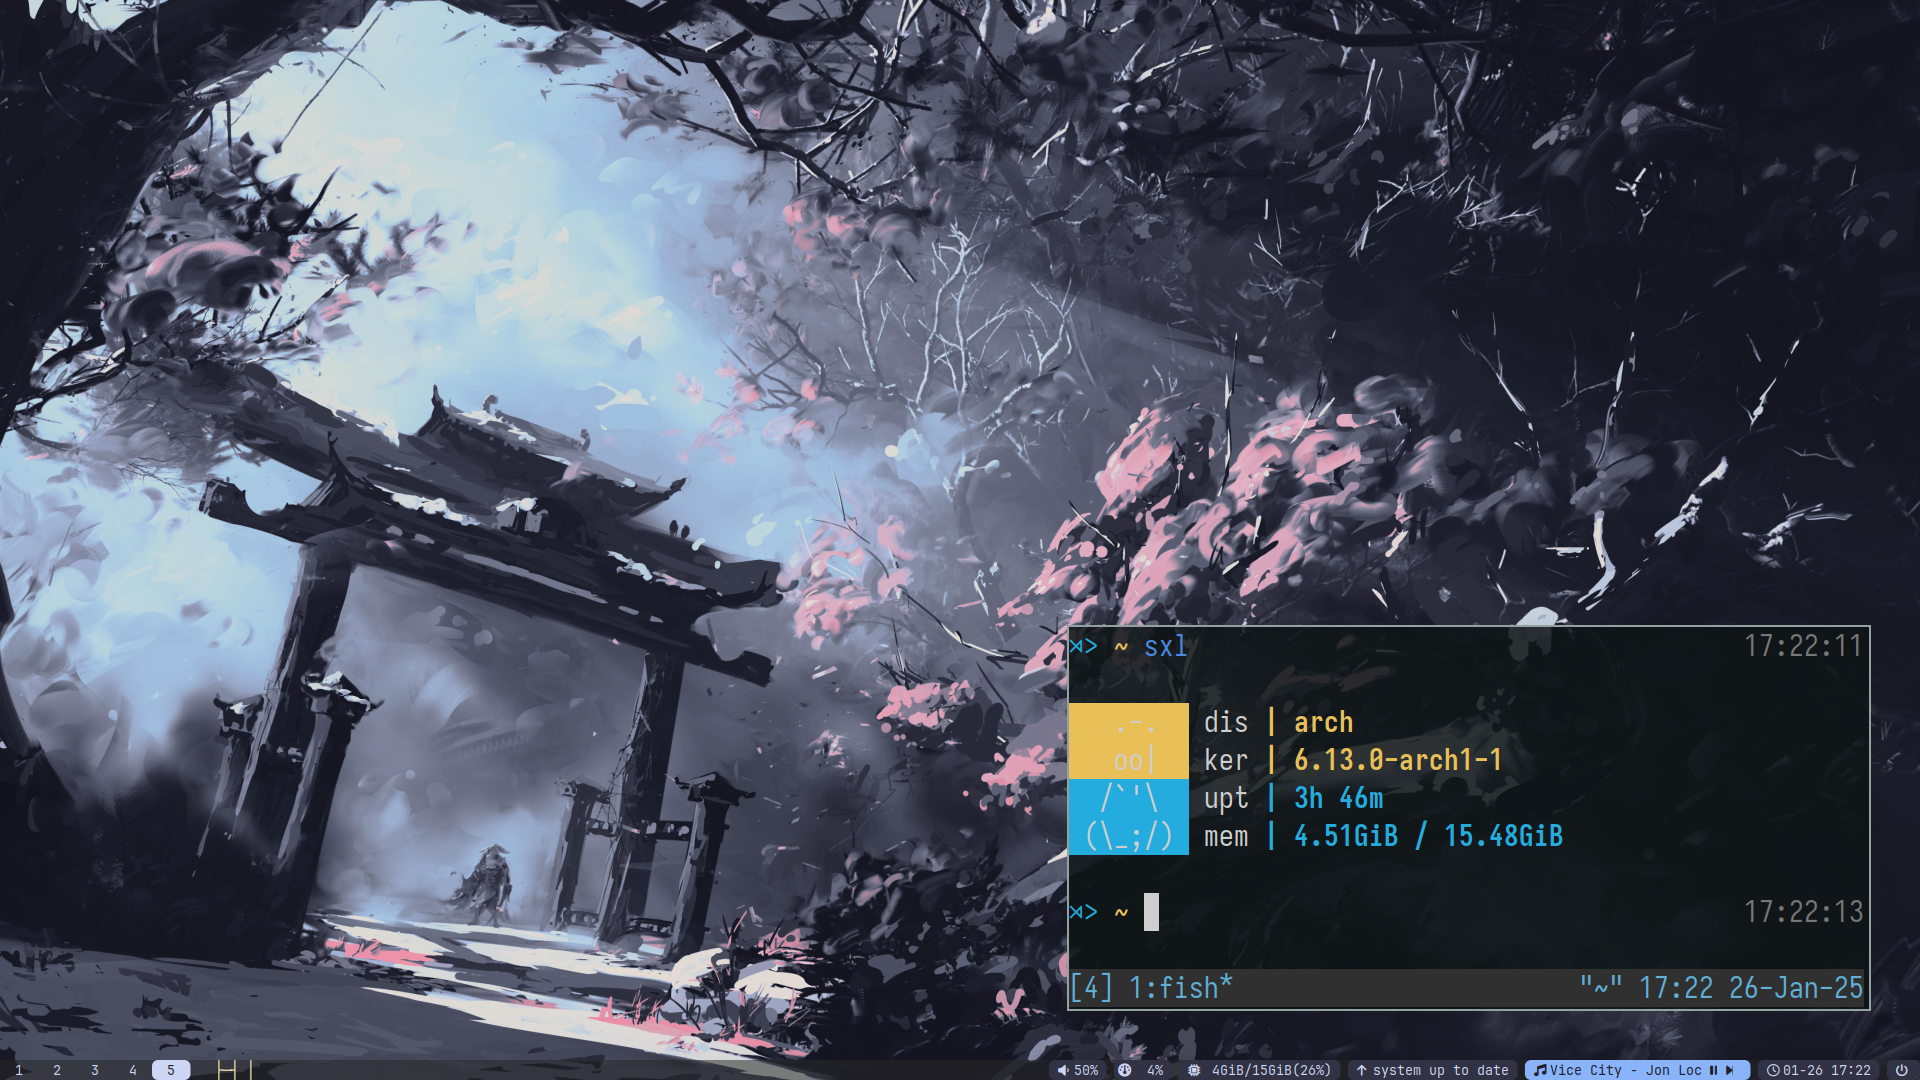 ⋊> ~ sxl 17:22:11
.-. dis | arch
oo| ker | 6.13.0-arch1-1
/`'\ upt | 3h 46m
(\_;/) mem | 4.51GiB / 15.48GiB
⋊> ~ 17:22:13
[4] 1:fish* "~" 17:22 26-Jan-25
1 2 3 4 5 50% 4% 4GiB/15GiB(26%) system up to date Vice City - Jon Loc 01-26 17:22